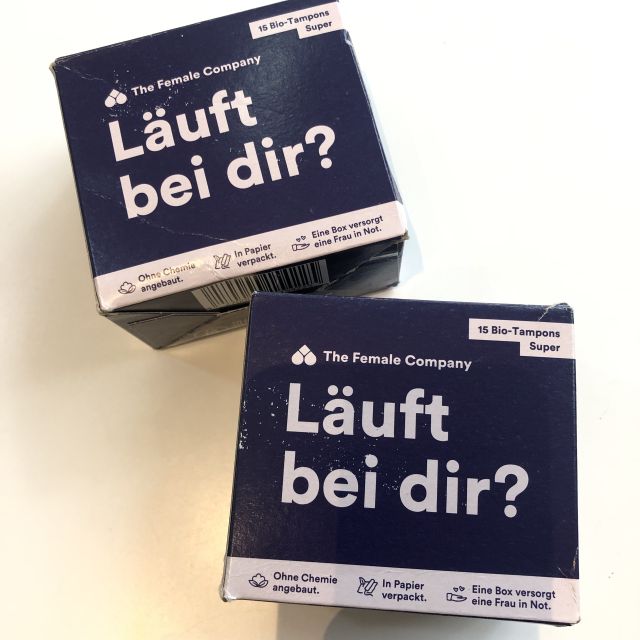 15 Bio-Tampons
Super
The Female Company
Läuft
bei dir?
Ohne Chemie
angebaut.
In Papier
verpackt.
Eine Box versorgt
eine Frau in Not.
15 Bio-Tampons
Super
The Female Company
Läuft
bei dir?
Ohne Chemie
angebaut.
In Papier
verpackt.
Eine Box versorgt
eine Frau in Not.